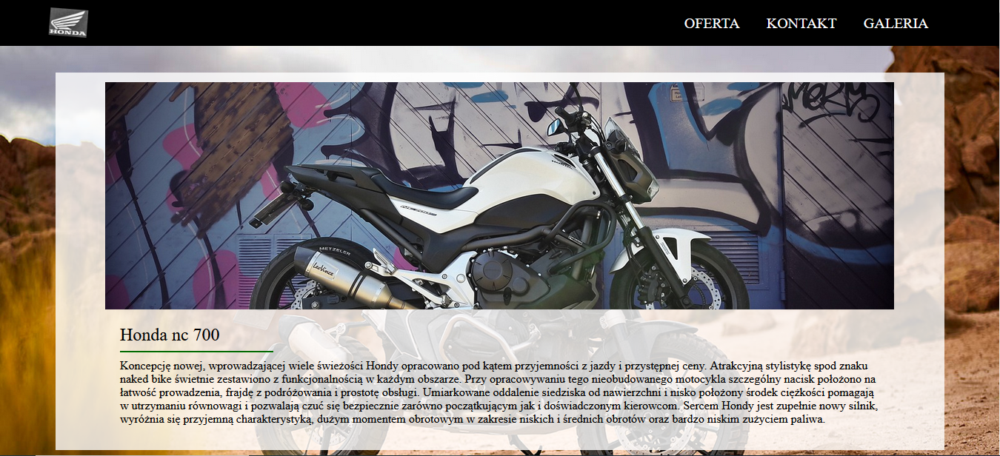 HONDA
OFERTA KONTAKT GALERIA
METZELER
LeoVince
Honda nc 700
Koncepcję nowej, wprowadzającej wiele świeżości Hondy opracowano pod kątem przyjemności z jazdy i przystępnej ceny. Atrakcyjną stylistykę spod znaku
naked bike świetnie zestawiono z funkcjonalnością w każdym obszarze. Przy opracowywaniu tego nieobudowanego motocykla szczególny nacisk położono na
łatwość prowadzenia, frajdę z podróżowania i prostotę obsługi. Umiarkowane oddalenie siedziska od nawierzchni i nisko położony środek ciężkości pomagają
w utrzymaniu równowagi i pozwalają czuć się bezpiecznie zarówno początkującym jak i doświadczonym kierowcom. Sercem Hondy jest zupełnie nowy silnik,
wyróżnia się przyjemną charakterystyką, dużym momentem obrotowym w zakresie niskich i średnich obrotów oraz bardzo niskim zużyciem paliwa.